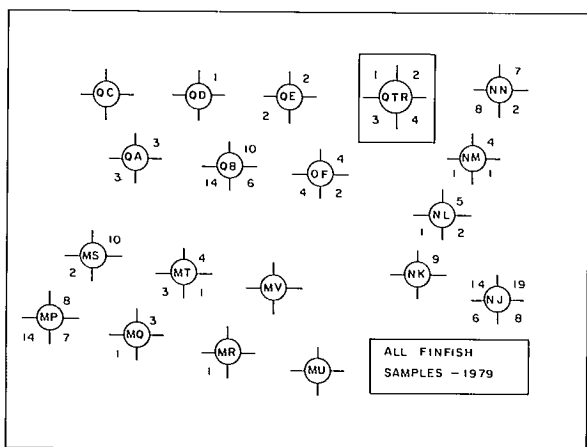 1 2 1 2 7
QC QD QE QTR NN
2 3 4 8 2
3 10 4 4
QA QB OF NM
3 14 6 4 2 1 1
5
NL
1 2
10 4 9 14 19
MS MT MV NK NJ
2 3 1 6 8
8 3
MP MQ MR MU
14 7 1 1
ALL FINFISH
SAMPLES – 1979